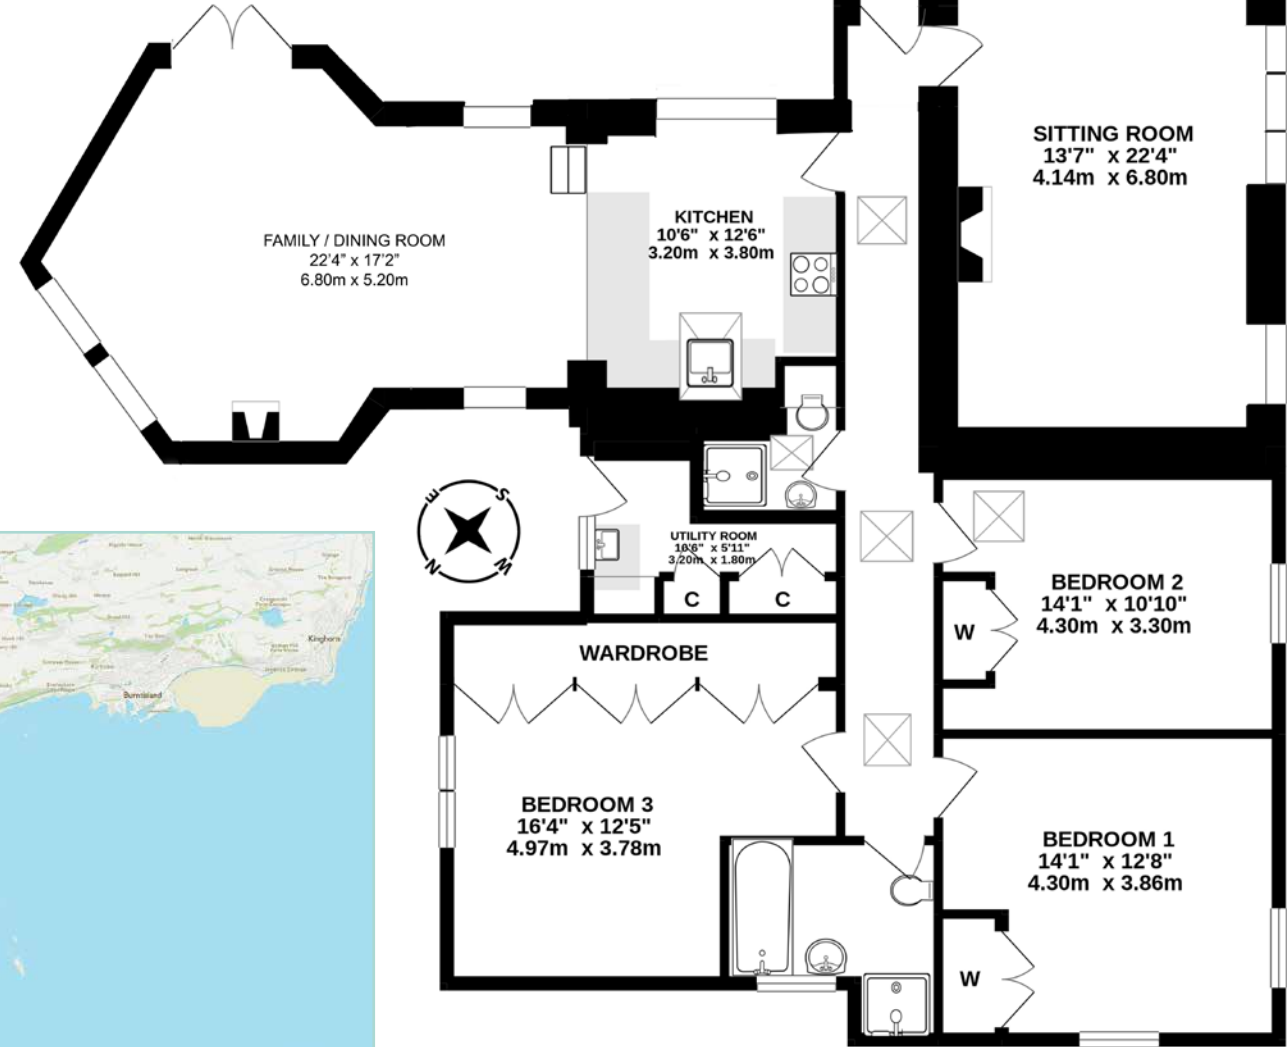 SITTING ROOM
13'7" x 22'4"
4.14m x 6.80m
KITCHEN
10'6" x 12'6"
3.20m x 3.80m
FAMILY / DINING ROOM
22'4" x 17'2"
6.80m x 5.20m
E
S
N
W
UTILITY ROOM
10'6" x 5'11"
3.20m x 1.80m
C
C
BEDROOM 2
14'1" x 10'10"
4.30m x 3.30m
W
WARDROBE
Kinghorn
Burntisland
BEDROOM 3
16'4" x 12'5"
4.97m x 3.78m
BEDROOM 1
14'1" x 12'8"
4.30m x 3.86m
W